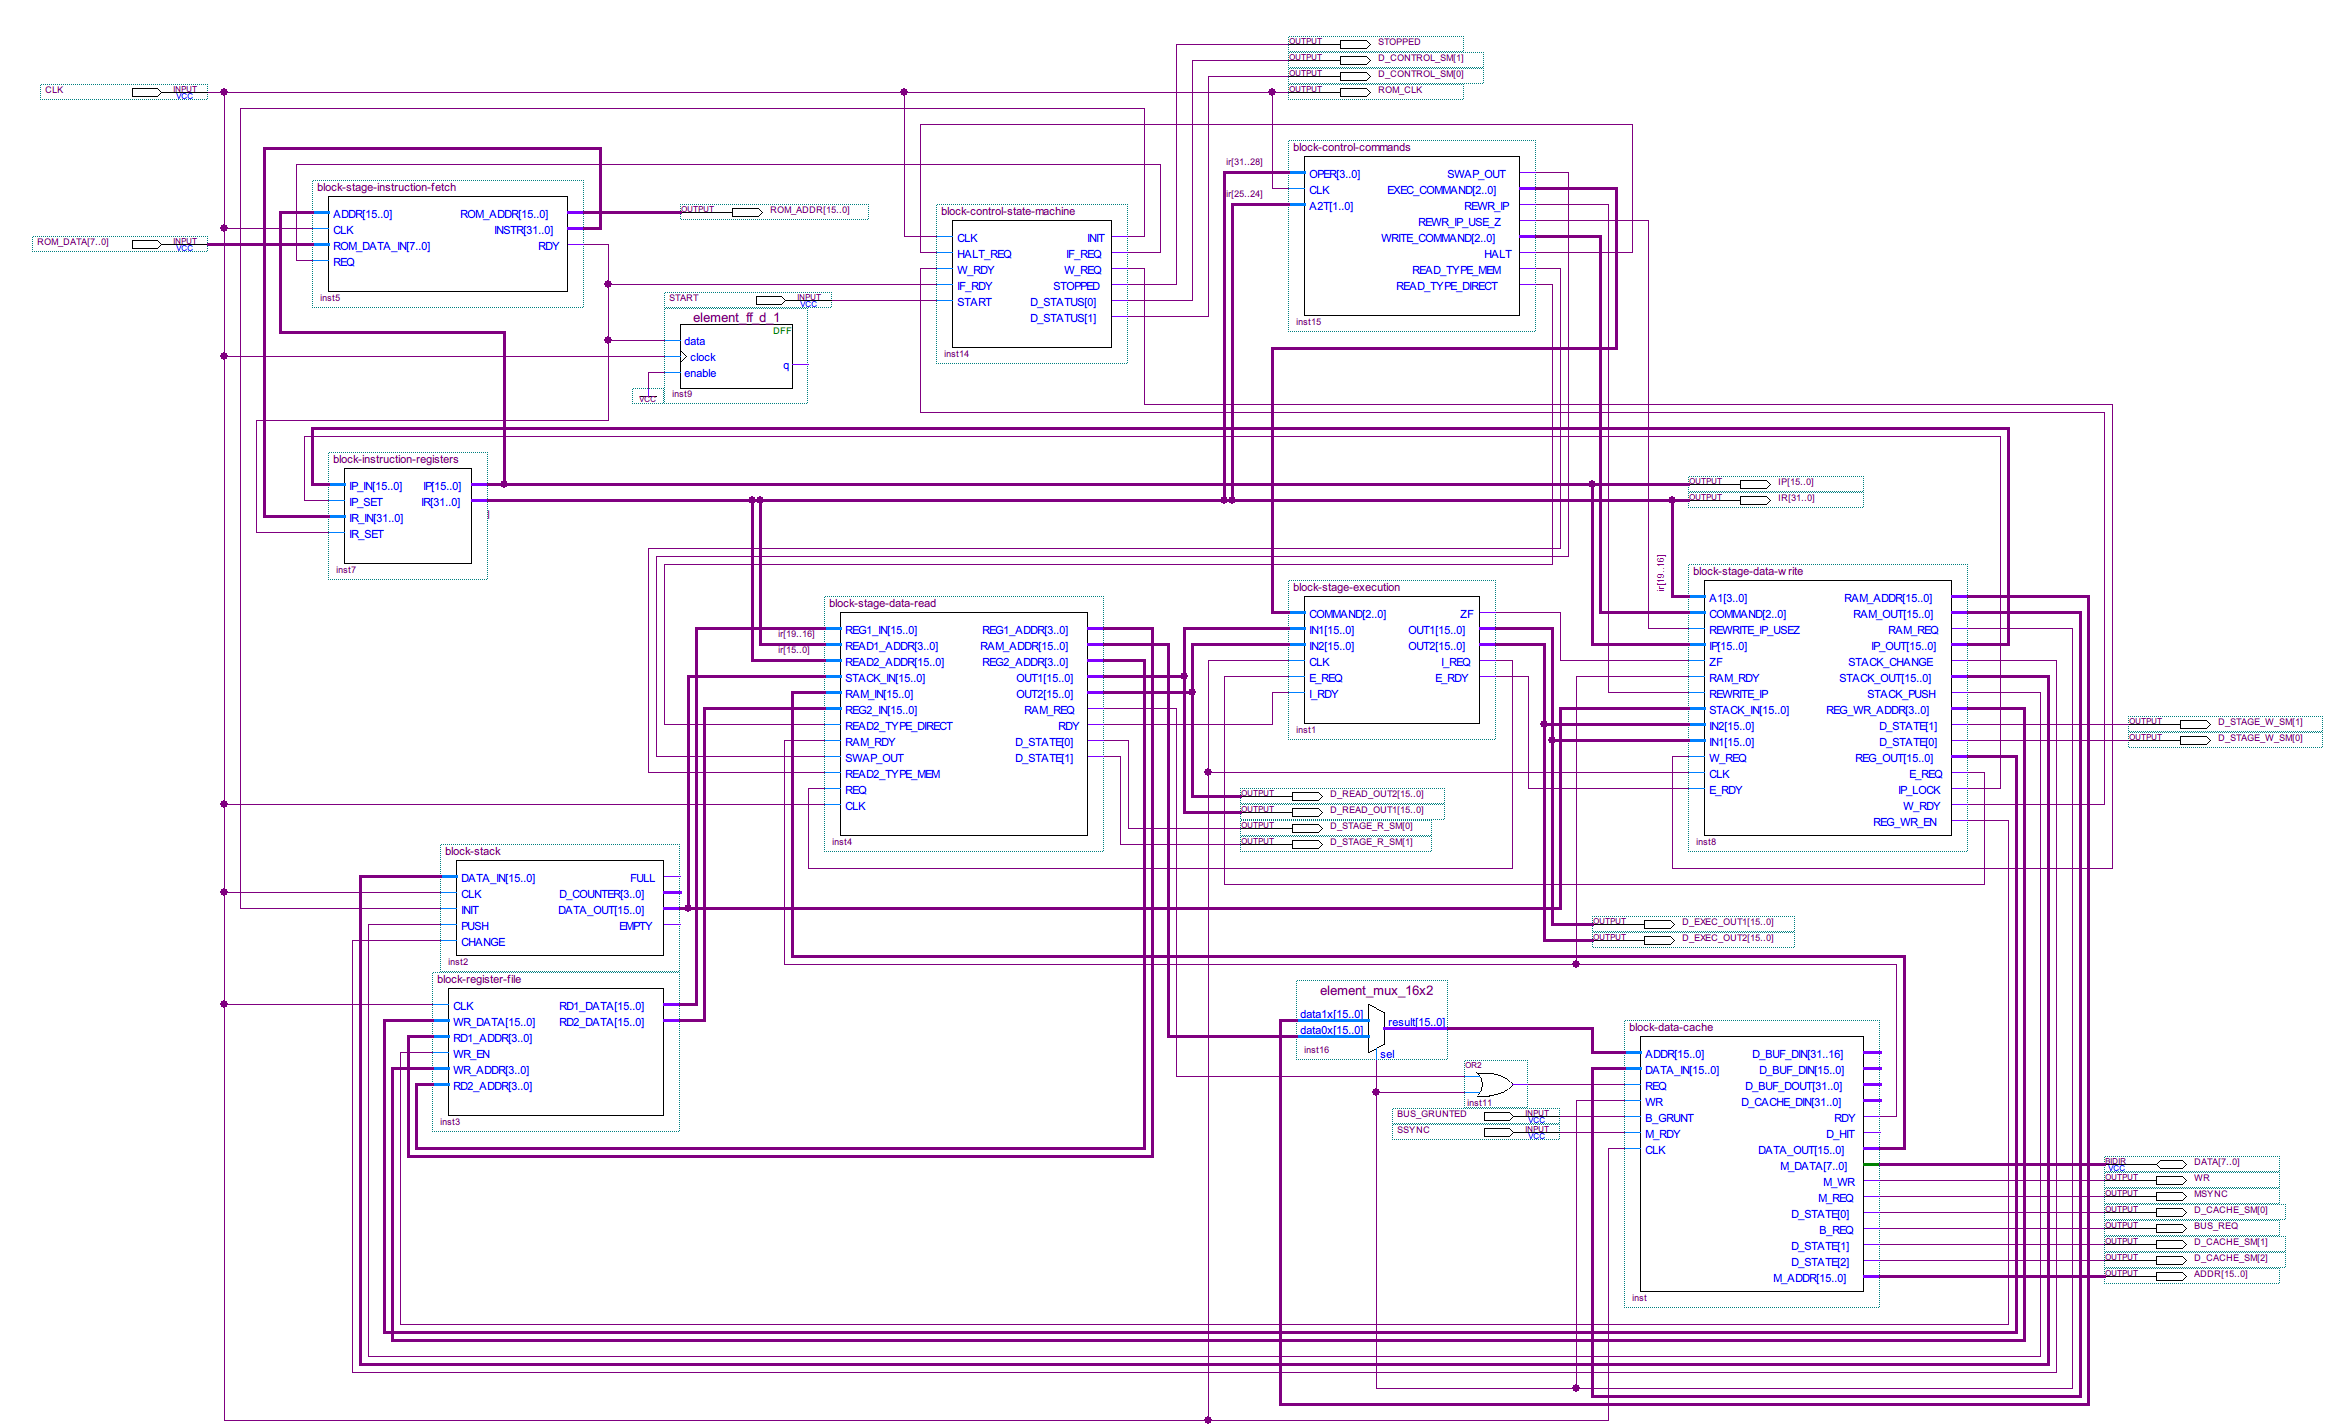 OUTPUT STOPPED
OUTPUT D_CONTROL_SM[1]
OUTPUT D_CONTROL_SM[0]
OUTPUT ROM_CLK
CLK INPUT
VCC
block-stage-instruction-fetch
ADDR[15..0] ROM_ADDR[15..0]
CLK INSTR[31..0]
ROM_DATA_IN[7..0] RDY
REQ
inst5
ROM_DATA[7..0] INPUT
VCC
OUTPUT ROM_ADDR[15..0]
START INPUT
VCC
element_ff_d_1
DFF
data
clock
q
enable
inst9
VCC
block-control-state-machine
CLK INIT
HALT_REQ IF_REQ
W_RDY W_REQ
IF_RDY STOPPED
START D_STATUS[0]
D_STATUS[1]
inst14
block-control-commands
ir[31..28]
ir[25..24]
OPER[3..0] SWAP_OUT
CLK EXEC_COMMAND[2..0]
A2T[1..0] REWR_IP
REWR_IP_USE_Z
WRITE_COMMAND[2..0]
HALT
READ_TYPE_MEM
READ_TYPE_DIRECT
inst15
block-instruction-registers
IP_IN[15..0] IP[15..0]
IP_SET IR[31..0]
IR_IN[31..0]
IR_SET
inst7
OUTPUT IP[15..0]
OUTPUT IR[31..0]
block-stage-data-read
ir[19..16]
ir[15..0]
REG1_IN[15..0] REG1_ADDR[3..0]
READ1_ADDR[3..0] RAM_ADDR[15..0]
READ2_ADDR[15..0] REG2_ADDR[3..0]
STACK_IN[15..0] OUT1[15..0]
RAM_IN[15..0] OUT2[15..0]
REG2_IN[15..0] RAM_REQ
READ2_TYPE_DIRECT RDY
RAM_RDY D_STATE[0]
SWAP_OUT D_STATE[1]
READ2_TYPE_MEM
REQ
CLK
inst4
block-stage-execution
COMMAND[2..0] ZF
IN1[15..0] OUT1[15..0]
IN2[15..0] OUT2[15..0]
CLK I_REQ
E_REQ E_RDY
I_RDY
inst1
OUTPUT D_READ_OUT2[15..0]
OUTPUT D_READ_OUT1[15..0]
OUTPUT D_STAGE_R_SM[0]
OUTPUT D_STAGE_R_SM[1]
ir[19..16]
block-stage-data-write
A1[3..0] RAM_ADDR[15..0]
COMMAND[2..0] RAM_OUT[15..0]
REWRITE_IP_USEZ RAM_REQ
IP[15..0] IP_OUT[15..0]
ZF STACK_CHANGE
RAM_RDY STACK_OUT[15..0]
REWRITE_IP STACK_PUSH
STACK_IN[15..0] REG_WR_ADDR[3..0]
IN2[15..0] D_STATE[1]
IN1[15..0] D_STATE[0]
W_REQ REG_OUT[15..0]
CLK E_REQ
E_RDY IP_LOCK
W_RDY
REG_WR_EN
inst8
OUTPUT D_STAGE_W_SM[1]
OUTPUT D_STAGE_W_SM[0]
block-stack
DATA_IN[15..0] FULL
CLK D_COUNTER[3..0]
INIT DATA_OUT[15..0]
PUSH EMPTY
CHANGE
inst2
OUTPUT D_EXEC_OUT1[15..0]
OUTPUT D_EXEC_OUT2[15..0]
block-register-file
CLK RD1_DATA[15..0]
WR_DATA[15..0] RD2_DATA[15..0]
RD1_ADDR[3..0]
WR_EN
WR_ADDR[3..0]
RD2_ADDR[3..0]
inst3
element_mux_16x2
data1x[15..0]
result[15..0]
data0x[15..0]
inst16
sel
OR2
inst11
BUS_GRUNTED INPUT
VCC
SSYNC INPUT
VCC
block-data-cache
ADDR[15..0] D_BUF_DIN[31..16]
DATA_IN[15..0] D_BUF_DIN[15..0]
REQ D_BUF_DOUT[31..0]
WR D_CACHE_DIN[31..0]
B_GRUNT RDY
M_RDY D_HIT
CLK DATA_OUT[15..0]
M_DATA[7..0]
M_WR
M_REQ
D_STATE[0]
B_REQ
D_STATE[1]
D_STATE[2]
M_ADDR[15..0]
inst
BIDIR DATA[7..0]
VCC
OUTPUT WR
OUTPUT MSYNC
OUTPUT D_CACHE_SM[0]
OUTPUT BUS_REQ
OUTPUT D_CACHE_SM[1]
OUTPUT D_CACHE_SM[2]
OUTPUT ADDR[15..0]